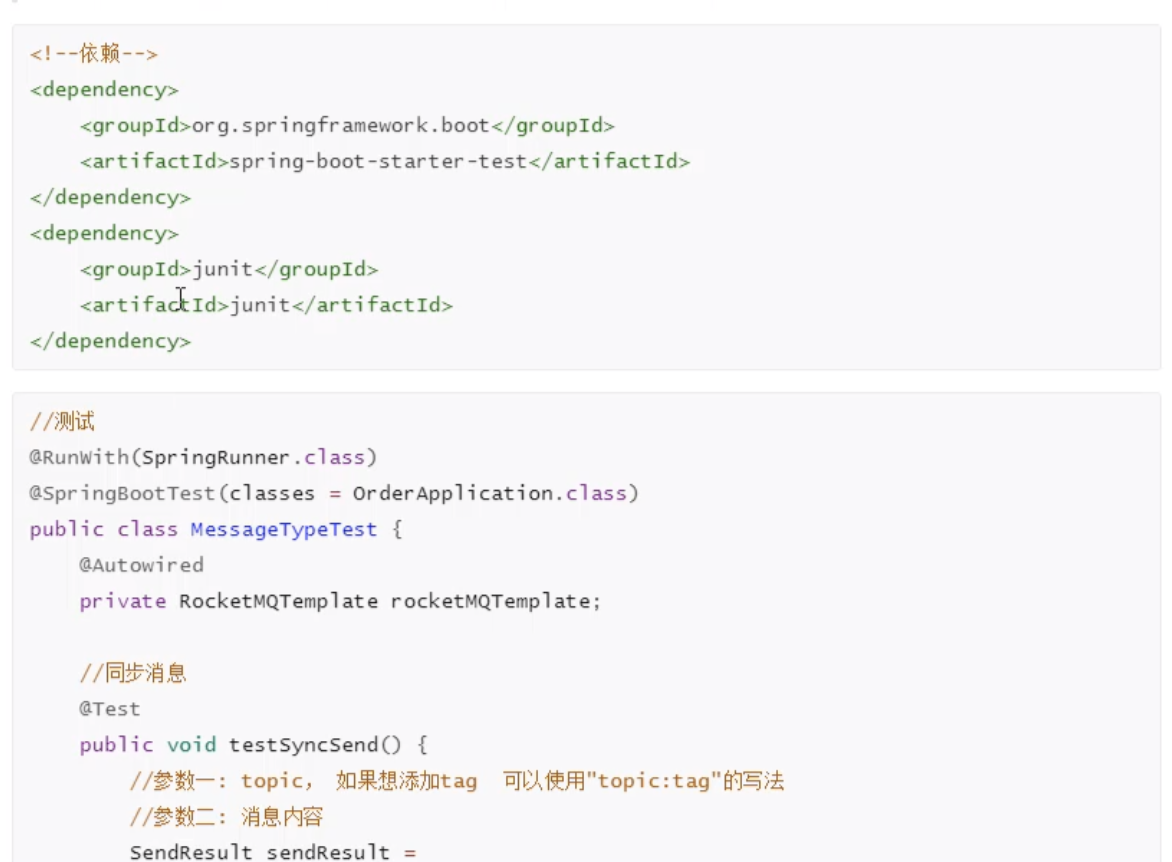 <!--依赖-->
<dependency>
    <groupId>org.springframework.boot</groupId>
    <artifactId>spring-boot-starter-test</artifactId>
</dependency>
<dependency>
    <groupId>junit</groupId>
    <artifactId>junit</artifactId>
</dependency>
//测试
@RunWith(SpringRunner.class)
@SpringBootTest(classes = OrderApplication.class)
public class MessageTypeTest {
    @Autowired
    private RocketMQTemplate rocketMQTemplate;
    //同步消息
    @Test
    public void testSyncSend() {
        //参数一: topic， 如果想添加tag  可以使用"topic:tag"的写法
        //参数二: 消息内容
        SendResult sendResult =